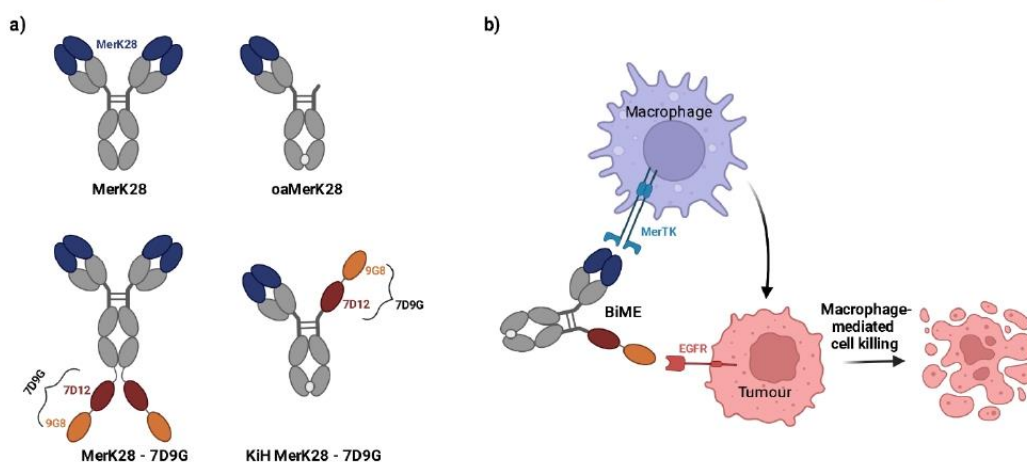 a)
MerK28
MerK28
oaMerK28
7D9G
7D12
9G8
MerK28 - 7D9G
9G8
7D12
7D9G
KiH MerK28 - 7D9G
b)
Macrophage
MerTK
BiME
EGFR
Tumour
Macrophage-
mediated
cell killing